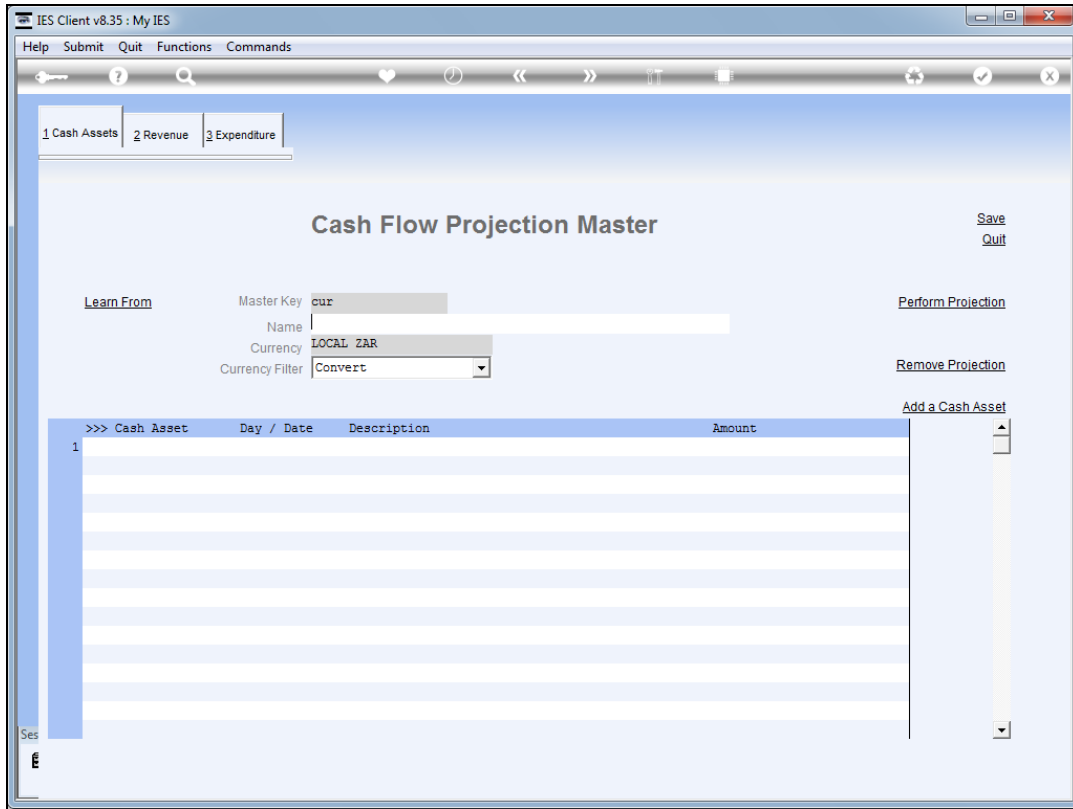 IES Client v8.35 : My IES
Help Submit Quit Functions Commands
1 Cash Assets 2 Revenue 3 Expenditure
Cash Flow Projection Master
Save
Quit
Learn From Master Key cur Perform Projection
Name
Currency LOCAL ZAR
Currency Filter Convert Remove Projection
Add a Cash Asset
>>> Cash Asset Day / Date Description Amount
1
Ses